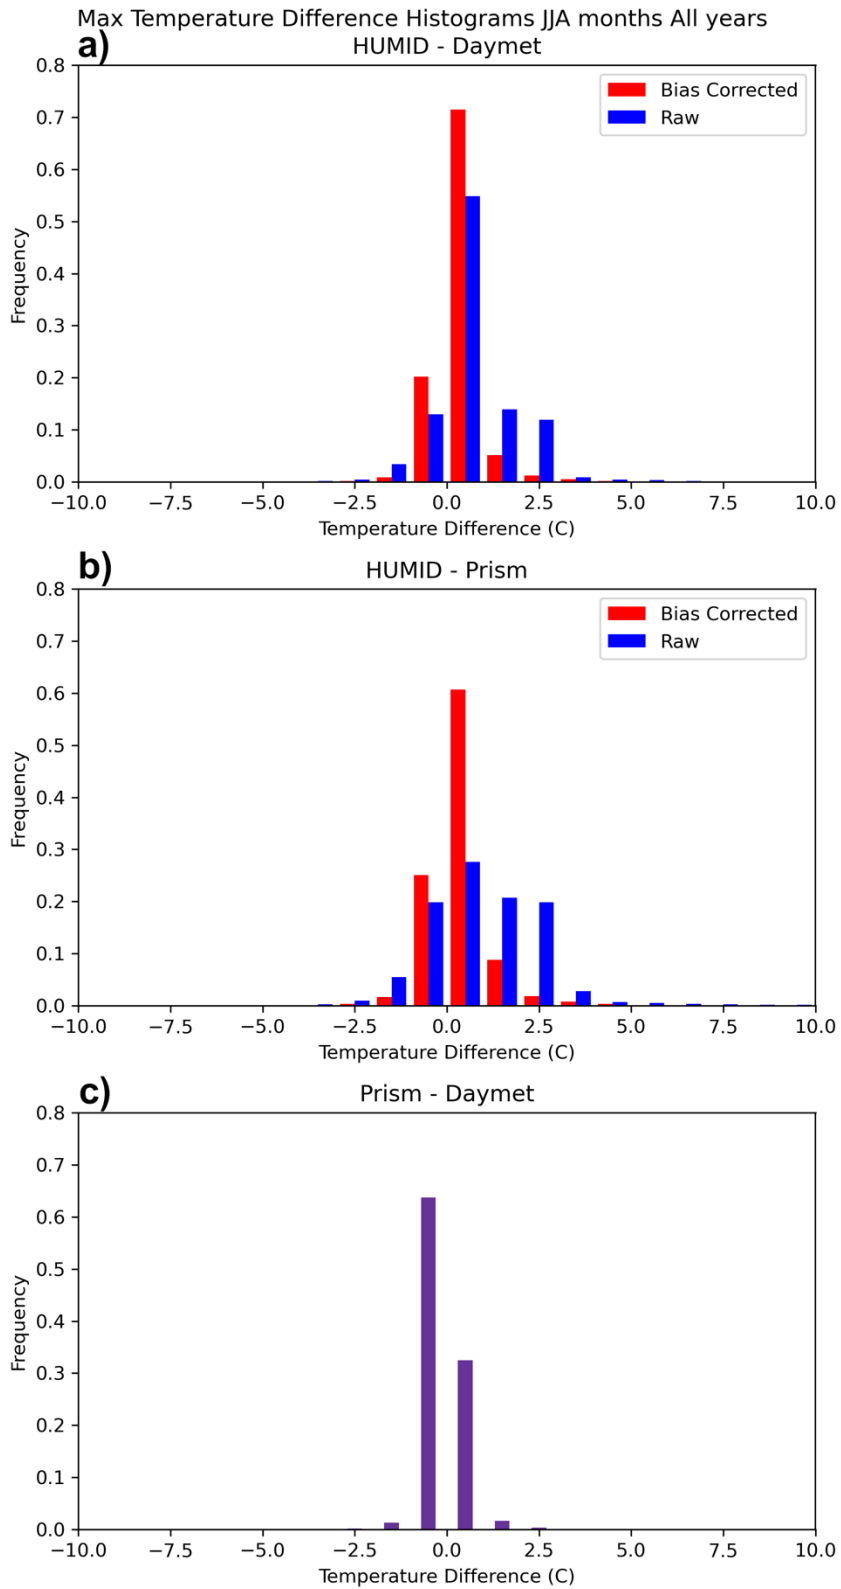 Max Temperature Difference Histograms JJA months All years
a)
HUMID - Daymet
0.8
0.7
0.6
0.5
0.4
0.3
0.2
0.1
0.0
Frequency
Bias Corrected
Raw
−10.0 −7.5 −5.0 −2.5 0.0 2.5 5.0 7.5 10.0
Temperature Difference (C)
b)
HUMID - Prism
0.8
0.7
0.6
0.5
0.4
0.3
0.2
0.1
0.0
Frequency
Bias Corrected
Raw
−10.0 −7.5 −5.0 −2.5 0.0 2.5 5.0 7.5 10.0
Temperature Difference (C)
c)
Prism - Daymet
0.8
0.7
0.6
0.5
0.4
0.3
0.2
0.1
0.0
Frequency
−10.0 −7.5 −5.0 −2.5 0.0 2.5 5.0 7.5 10.0
Temperature Difference (C)